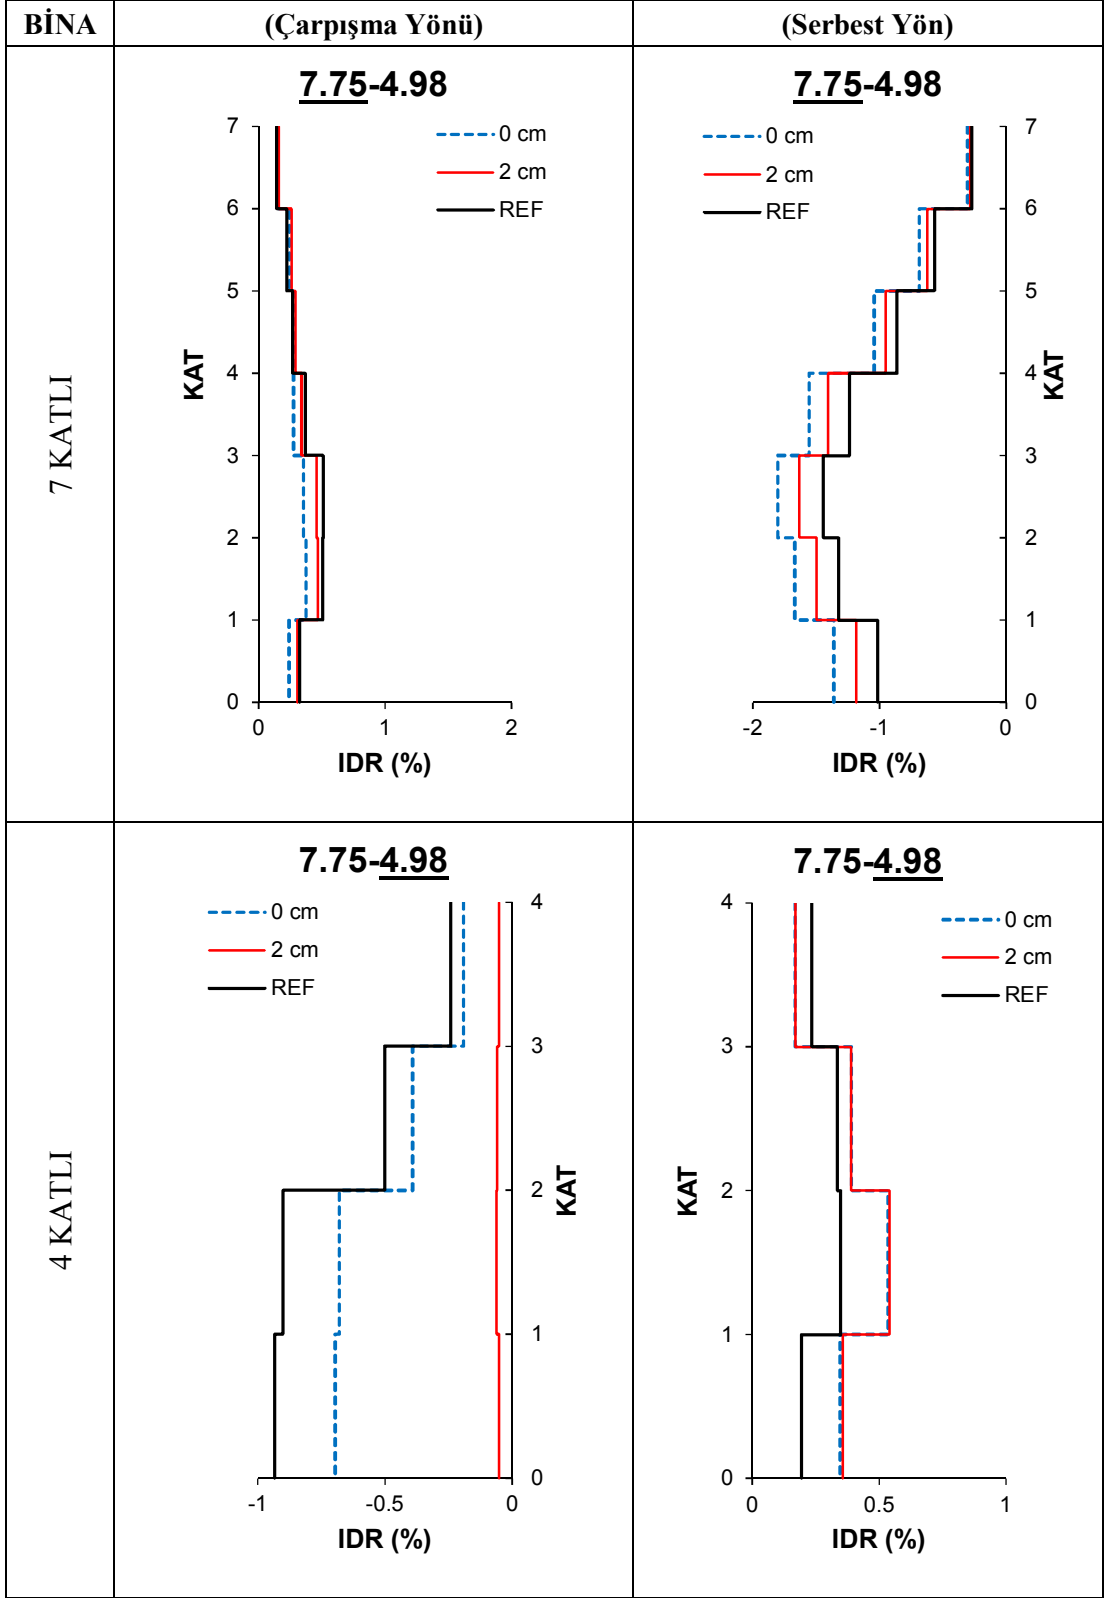 BİNA
(Çarpışma Yönü)
(Serbest Yön)
7 KATLI
7.75-4.98
0 cm
2 cm
REF
7
6
5
4
3
2
1
0
KAT
0
1
2
IDR (%)
7.75-4.98
0 cm
2 cm
REF
7
6
5
4
3
2
1
0
KAT
-2
-1
0
IDR (%)
4 KATLI
7.75-4.98
0 cm
2 cm
REF
4
3
2
1
0
KAT
-1
-0.5
0
IDR (%)
7.75-4.98
0 cm
2 cm
REF
4
3
2
1
0
KAT
0
0.5
1
IDR (%)